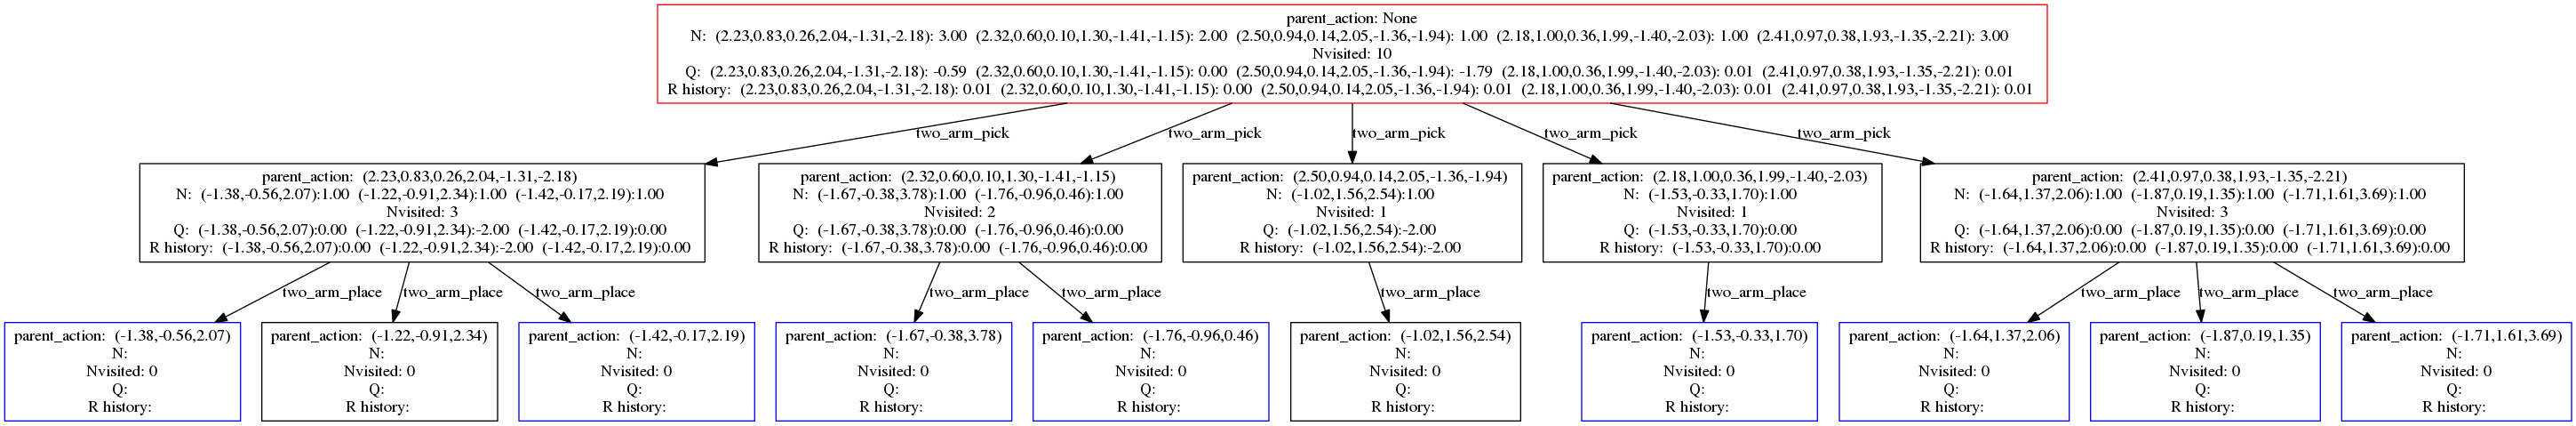 parent_action: None
N: (2.23,0.83,0.26,2.04,-1.31,-2.18): 3.00 (2.32,0.60,0.10,1.30,-1.41,-1.15): 2.00 (2.50,0.94,0.14,2.05,-1.36,-1.94): 1.00 (2.18,1.00,0.36,1.99,-1.40,-2.03): 1.00 (2.41,0.97,0.38,1.93,-1.35,-2.21): 3.00
Nvisited: 10
Q: (2.23,0.83,0.26,2.04,-1.31,-2.18): -0.59 (2.32,0.60,0.10,1.30,-1.41,-1.15): 0.00 (2.50,0.94,0.14,2.05,-1.36,-1.94): -1.79 (2.18,1.00,0.36,1.99,-1.40,-2.03): 0.01 (2.41,0.97,0.38,1.93,-1.35,-2.21): 0.01
R history: (2.23,0.83,0.26,2.04,-1.31,-2.18): 0.01 (2.32,0.60,0.10,1.30,-1.41,-1.15): 0.00 (2.50,0.94,0.14,2.05,-1.36,-1.94): 0.01 (2.18,1.00,0.36,1.99,-1.40,-2.03): 0.01 (2.41,0.97,0.38,1.93,-1.35,-2.21): 0.01
two_arm_pick
two_arm_pick
two_arm_pick
two_arm_pick
two_arm_pick
parent_action: (2.23,0.83,0.26,2.04,-1.31,-2.18)
N: (-1.38,-0.56,2.07):1.00 (-1.22,-0.91,2.34):1.00 (-1.42,-0.17,2.19):1.00
Nvisited: 3
Q: (-1.38,-0.56,2.07):0.00 (-1.22,-0.91,2.34):-2.00 (-1.42,-0.17,2.19):0.00
R history: (-1.38,-0.56,2.07):0.00 (-1.22,-0.91,2.34):-2.00 (-1.42,-0.17,2.19):0.00
parent_action: (2.32,0.60,0.10,1.30,-1.41,-1.15)
N: (-1.67,-0.38,3.78):1.00 (-1.76,-0.96,0.46):1.00
Nvisited: 2
Q: (-1.67,-0.38,3.78):0.00 (-1.76,-0.96,0.46):0.00
R history: (-1.67,-0.38,3.78):0.00 (-1.76,-0.96,0.46):0.00
parent_action: (2.50,0.94,0.14,2.05,-1.36,-1.94)
N: (-1.02,1.56,2.54):1.00
Nvisited: 1
Q: (-1.02,1.56,2.54):-2.00
R history: (-1.02,1.56,2.54):-2.00
parent_action: (2.18,1.00,0.36,1.99,-1.40,-2.03)
N: (-1.53,-0.33,1.70):1.00
Nvisited: 1
Q: (-1.53,-0.33,1.70):0.00
R history: (-1.53,-0.33,1.70):0.00
parent_action: (2.41,0.97,0.38,1.93,-1.35,-2.21)
N: (-1.64,1.37,2.06):1.00 (-1.87,0.19,1.35):1.00 (-1.71,1.61,3.69):1.00
Nvisited: 3
Q: (-1.64,1.37,2.06):0.00 (-1.87,0.19,1.35):0.00 (-1.71,1.61,3.69):0.00
R history: (-1.64,1.37,2.06):0.00 (-1.87,0.19,1.35):0.00 (-1.71,1.61,3.69):0.00
two_arm_place
two_arm_place
two_arm_place
two_arm_place
two_arm_place
two_arm_place
two_arm_place
two_arm_place
two_arm_place
two_arm_place
parent_action: (-1.38,-0.56,2.07)
N:
Nvisited: 0
Q:
R history:
parent_action: (-1.22,-0.91,2.34)
N:
Nvisited: 0
Q:
R history:
parent_action: (-1.42,-0.17,2.19)
N:
Nvisited: 0
Q:
R history:
parent_action: (-1.67,-0.38,3.78)
N:
Nvisited: 0
Q:
R history:
parent_action: (-1.76,-0.96,0.46)
N:
Nvisited: 0
Q:
R history:
parent_action: (-1.02,1.56,2.54)
N:
Nvisited: 0
Q:
R history:
parent_action: (-1.53,-0.33,1.70)
N:
Nvisited: 0
Q:
R history:
parent_action: (-1.64,1.37,2.06)
N:
Nvisited: 0
Q:
R history:
parent_action: (-1.87,0.19,1.35)
N:
Nvisited: 0
Q:
R history:
parent_action: (-1.71,1.61,3.69)
N:
Nvisited: 0
Q:
R history: